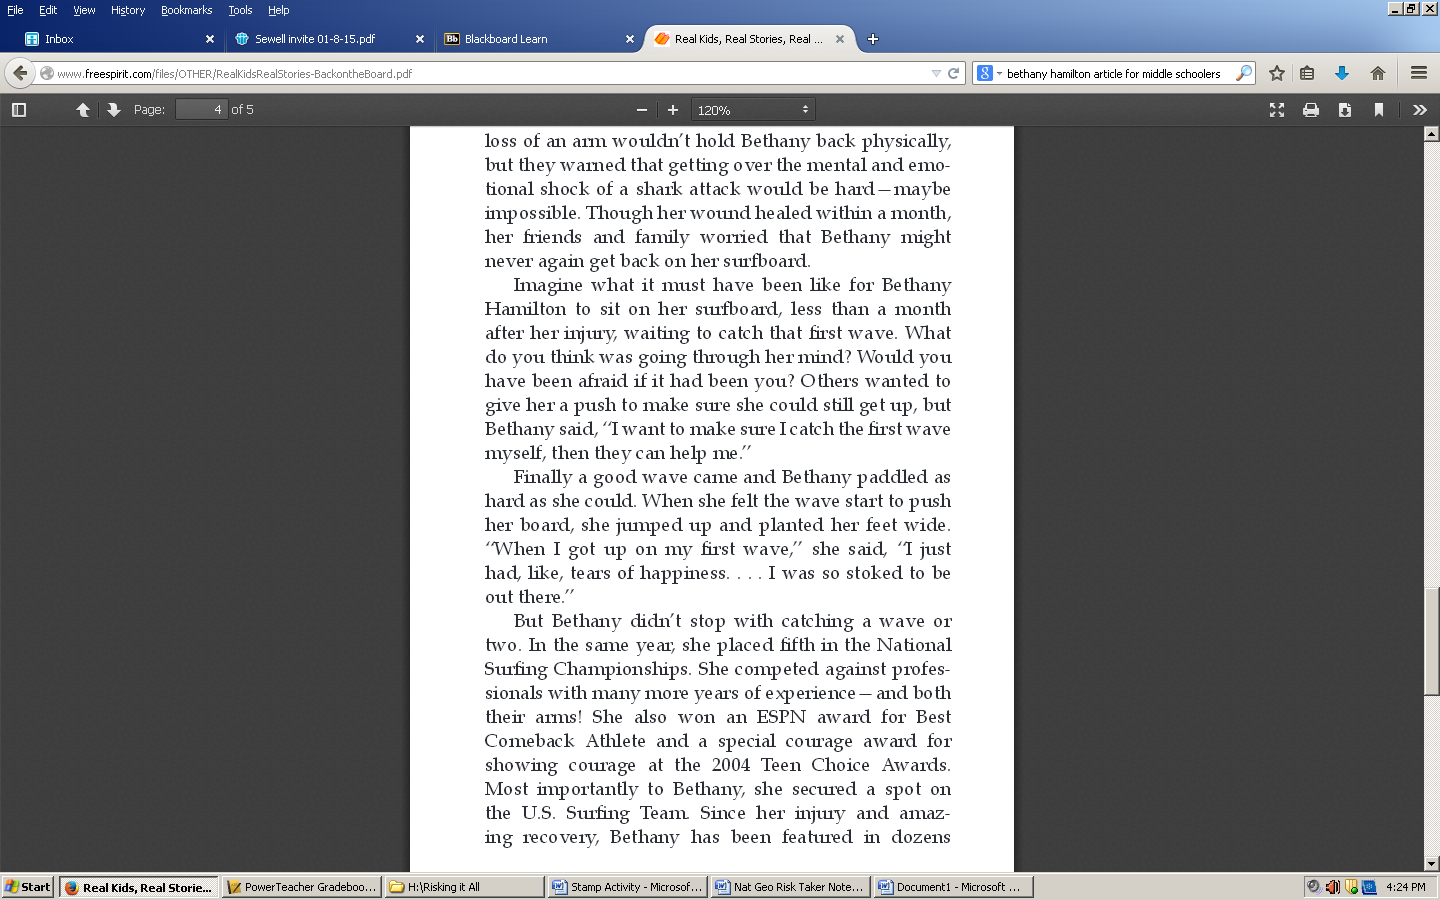 File Edit View History Bookmarks Tools Help
Inbox Sewell invite 01-8-15.pdf Blackboard Learn Real Kids, Real Stories, Real ...
www.freespirit.com/files/OTHER/RealKidsRealStories-BackontheBoard.pdf bethany hamilton article for middle schoolers
Page: 4 of 5 120%
loss of an arm wouldn't hold Bethany back physically,
but they warned that getting over the mental and emo-
tional shock of a shark attack would be hard—maybe
impossible. Though her wound healed within a month,
her friends and family worried that Bethany might
never again get back on her surfboard.
Imagine what it must have been like for Bethany
Hamilton to sit on her surfboard, less than a month
after her injury, waiting to catch that first wave. What
do you think was going through her mind? Would you
have been afraid if it had been you? Others wanted to
give her a push to make sure she could still get up, but
Bethany said, “I want to make sure I catch the first wave
myself, then they can help me.”
Finally a good wave came and Bethany paddled as
hard as she could. When she felt the wave start to push
her board, she jumped up and planted her feet wide.
“When I got up on my first wave,” she said, “I just
had, like, tears of happiness. . . . I was so stoked to be
out there.”
But Bethany didn't stop with catching a wave or
two. In the same year, she placed fifth in the National
Surfing Championships. She competed against profes-
sionals with many more years of experience—and both
their arms! She also won an ESPN award for Best
Comeback Athlete and a special courage award for
showing courage at the 2004 Teen Choice Awards.
Most importantly to Bethany, she secured a spot on
the U.S. Surfing Team. Since her injury and amaz-
ing recovery, Bethany has been featured in dozens
Start Real Kids, Real Storie... PowerTeacher Gradeboo... H:\Risking it All Stamp Activity - Microsof... Nat Geo Risk Taker Note... Document1 - Microsoft ... 4:24 PM